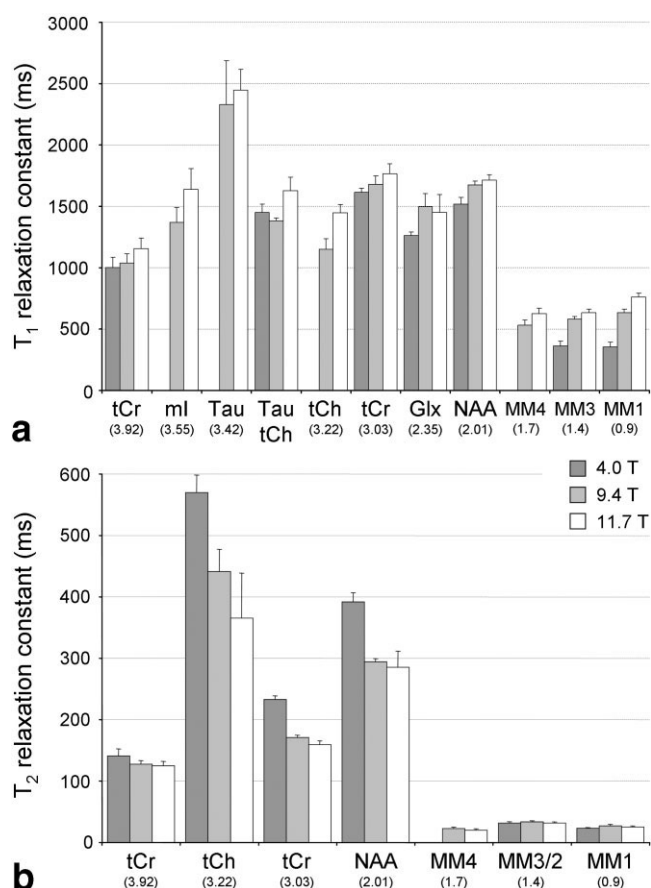 3000
2500
2000
1500
1000
500
0
T₁ relaxation constant (ms)
tCr mI Tau Tau tCh tCr Glx NAA MM4 MM3 MM1
(3.92) (3.55) (3.42) tCh (3.22) (3.03) (2.35) (2.01) (1.7) (1.4) (0.9)
a
600
500
400
300
200
100
0
T₂ relaxation constant (ms)
4.0 T
9.4 T
11.7 T
tCr tCh tCr NAA MM4 MM3/2 MM1
(3.92) (3.22) (3.03) (2.01) (1.7) (1.4) (0.9)
b